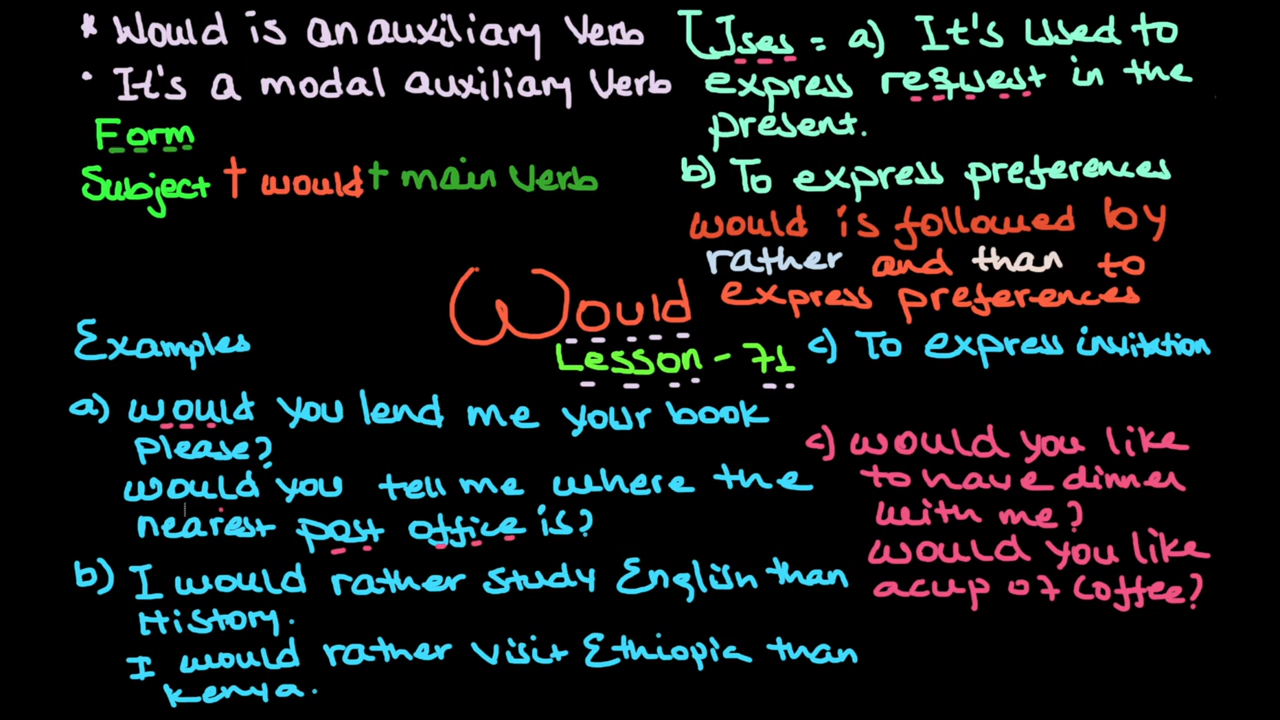 * Would is an auxiliary verb
• It's a modal auxiliary verb
Form
Subject + would + main verb
Uses = a) It's used to
express request in the
present.
b) To express preferences
would is followed by
rather and than to
express preferences
Would
Lesson - 71
c) To express invitation
Examples
a) would you lend me your book
please?
would you tell me where the
nearest post office is?
b) I would rather study English than
History.
I would rather visit Ethiopia than
kenya.
c) would you like
to have dinner
with me?
would you like
a cup of coffee?